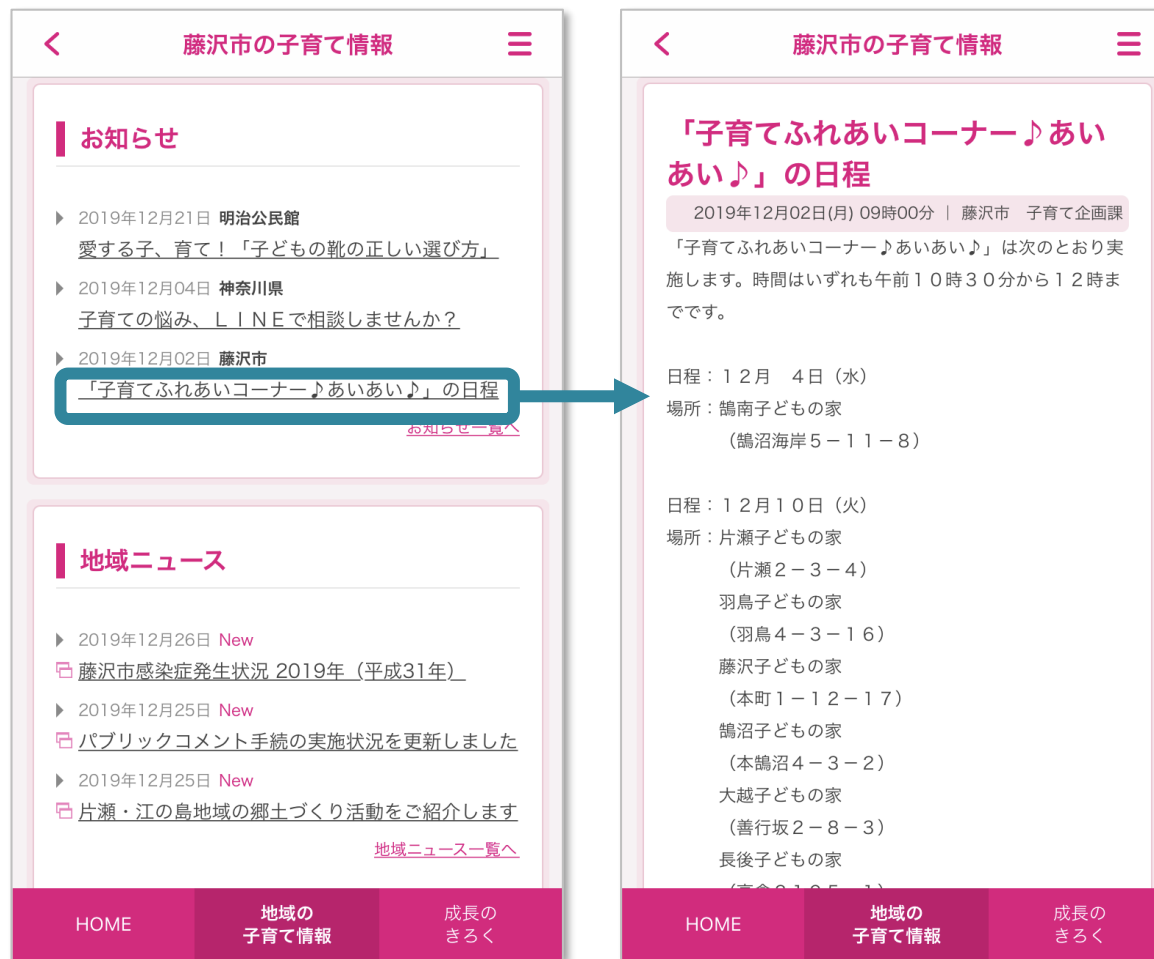 藤沢市の子育て情報
お知らせ
2019年12月21日 明治公民館
愛する子、育て！「子どもの靴の正しい選び方」
2019年12月04日 神奈川県
子育ての悩み、ＬＩＮＥで相談しませんか？
2019年12月02日 藤沢市
「子育てふれあいコーナー♪あいあい♪」の日程
お知らせ一覧へ
地域ニュース
2019年12月26日 New
藤沢市感染症発生状況 2019年（平成31年）
2019年12月25日 New
パブリックコメント手続の実施状況を更新しました
2019年12月25日 New
片瀬・江の島地域の郷土づくり活動をご紹介します
地域ニュース一覧へ
HOME
地域の
子育て情報
成長の
きろく
藤沢市の子育て情報
「子育てふれあいコーナー♪あい
あい♪」の日程
2019年12月02日(月) 09時00分｜ 藤沢市　子育て企画課
「子育てふれあいコーナー♪あいあい♪」は次のとおり実
施します。時間はいずれも午前１０時３０分から１２時ま
でです。
日程：１２月　４日（水）
場所：鵠南子どもの家
（鵠沼海岸５－１１－８）
日程：１２月１０日（火）
場所：片瀬子どもの家
（片瀬２－３－４）
羽鳥子どもの家
（羽鳥４－３－１６）
藤沢子どもの家
（本町１－１２－１７）
鵠沼子どもの家
（本鵠沼４－３－２）
大越子どもの家
（善行坂２－８－３）
長後子どもの家
HOME
地域の
子育て情報
成長の
きろく